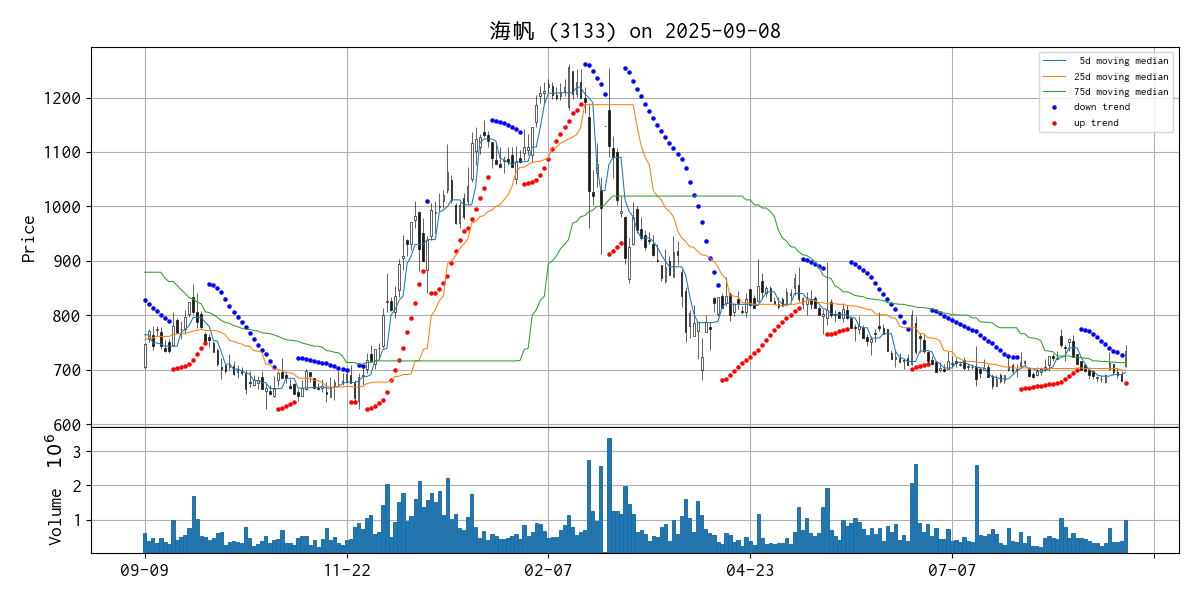 海帆 (3133) on 2025-09-08
5d moving median
25d moving median
75d moving median
down trend
up trend
Price
1200
1100
1000
900
800
700
600
Volume 10^6
3
2
1
09-09
11-22
02-07
04-23
07-07